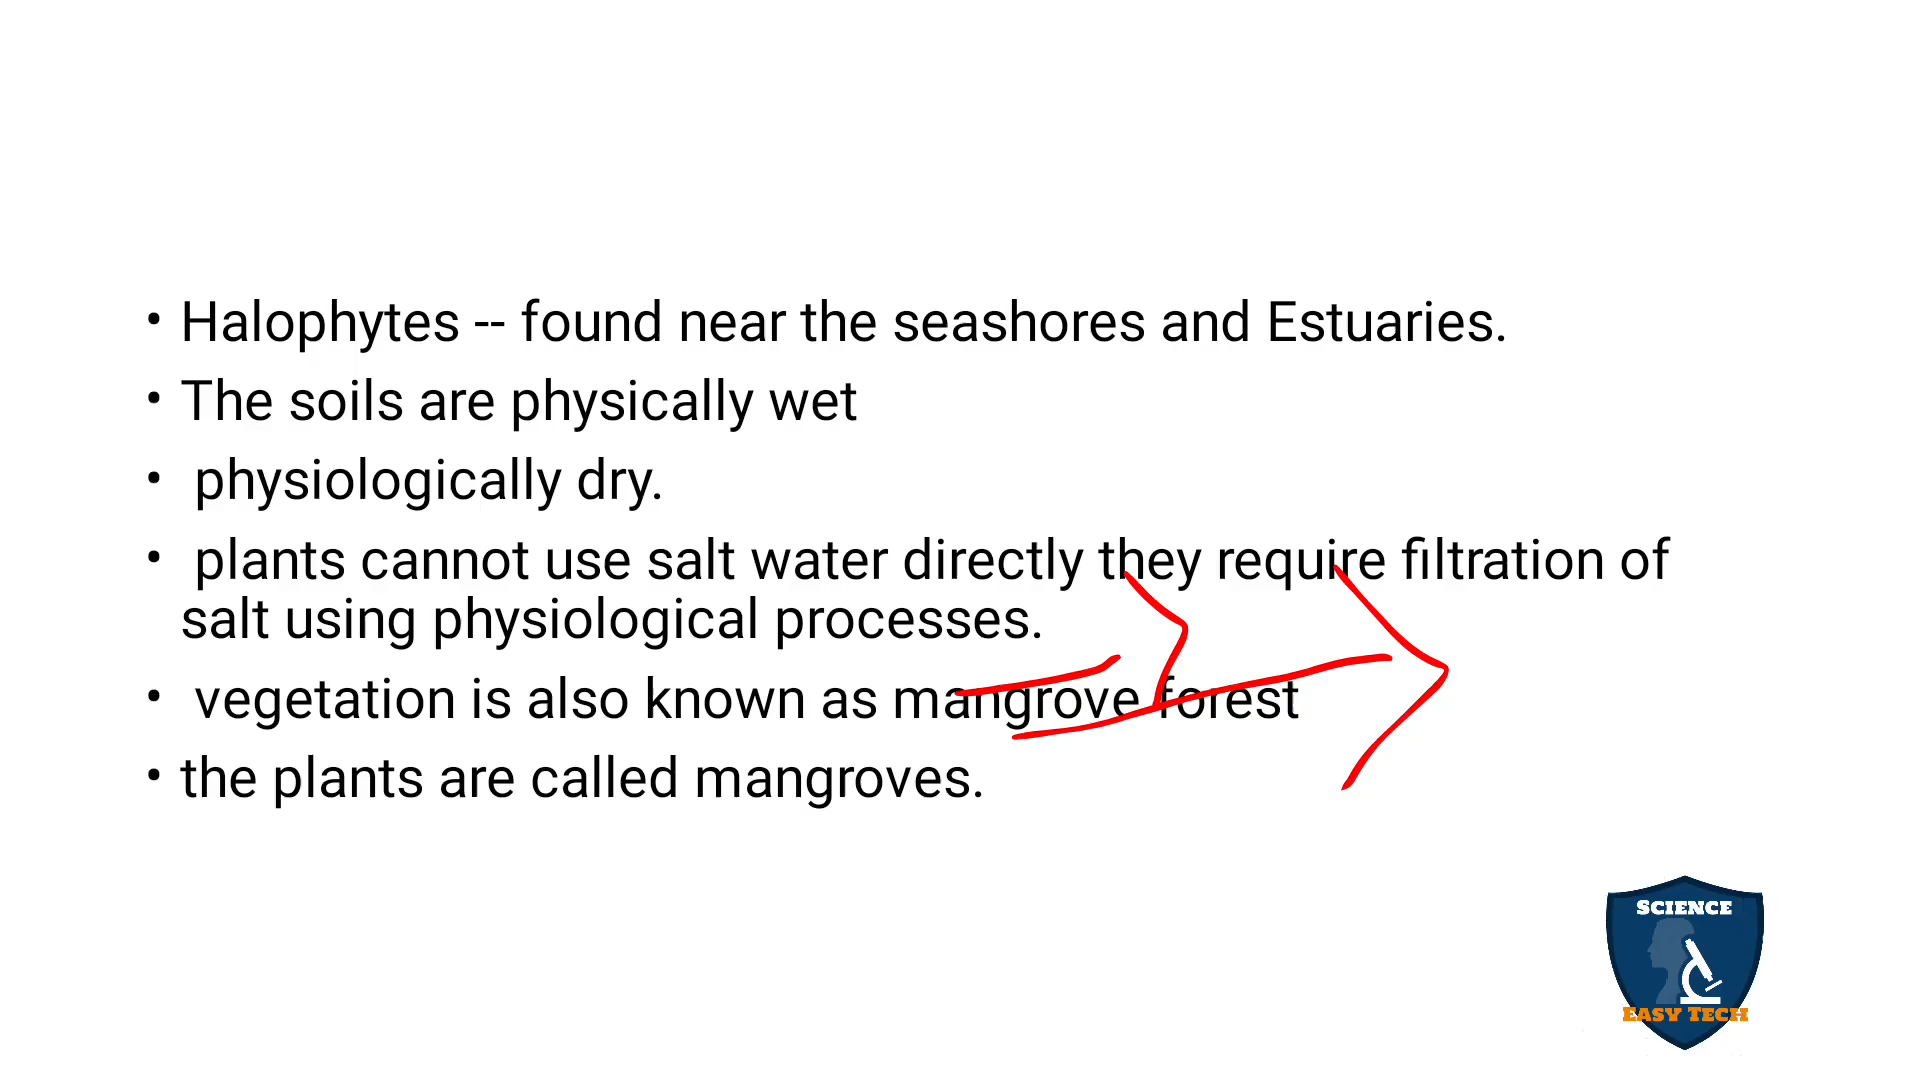 • Halophytes -- found near the seashores and Estuaries.
• The soils are physically wet
• physiologically dry.
• plants cannot use salt water directly they require filtration of
salt using physiological processes.
• vegetation is also known as mangrove forest
• the plants are called mangroves.
SCIENCE
EASY TECH